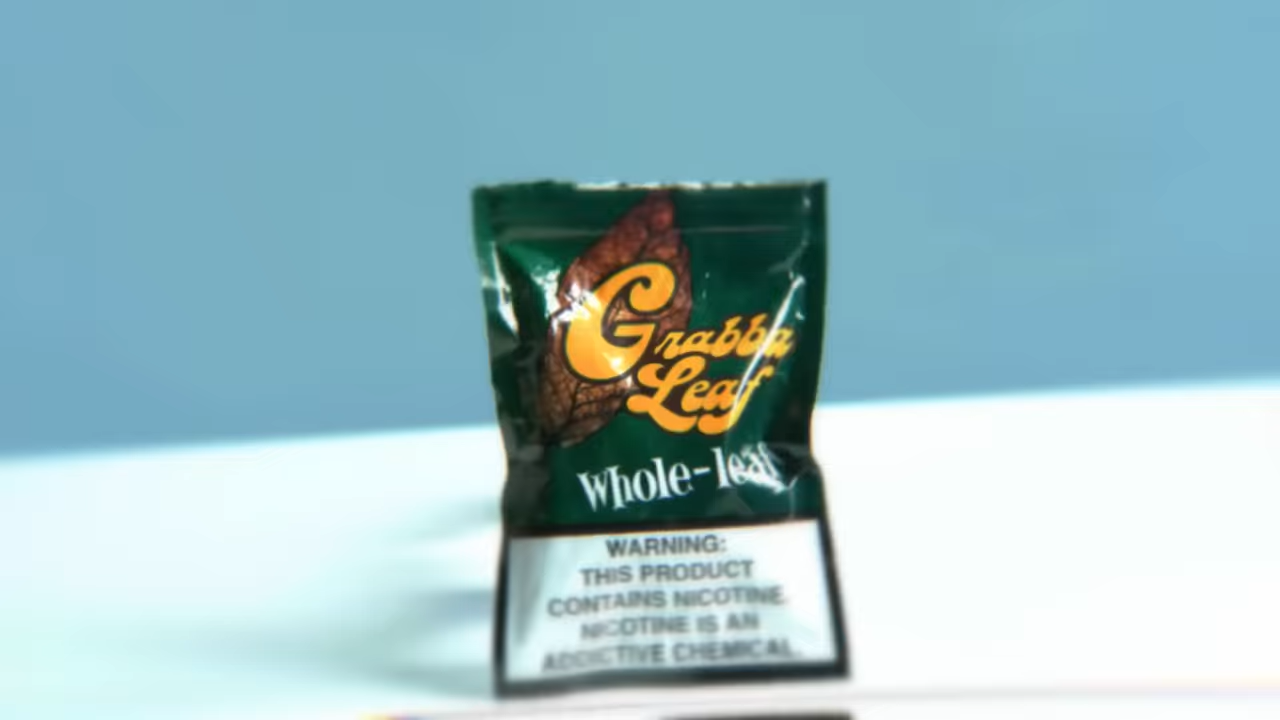 Grabba
Leaf
Whole-leaf
WARNING:
THIS PRODUCT
CONTAINS NICOTINE.
NICOTINE IS AN
ADDICTIVE CHEMICAL.